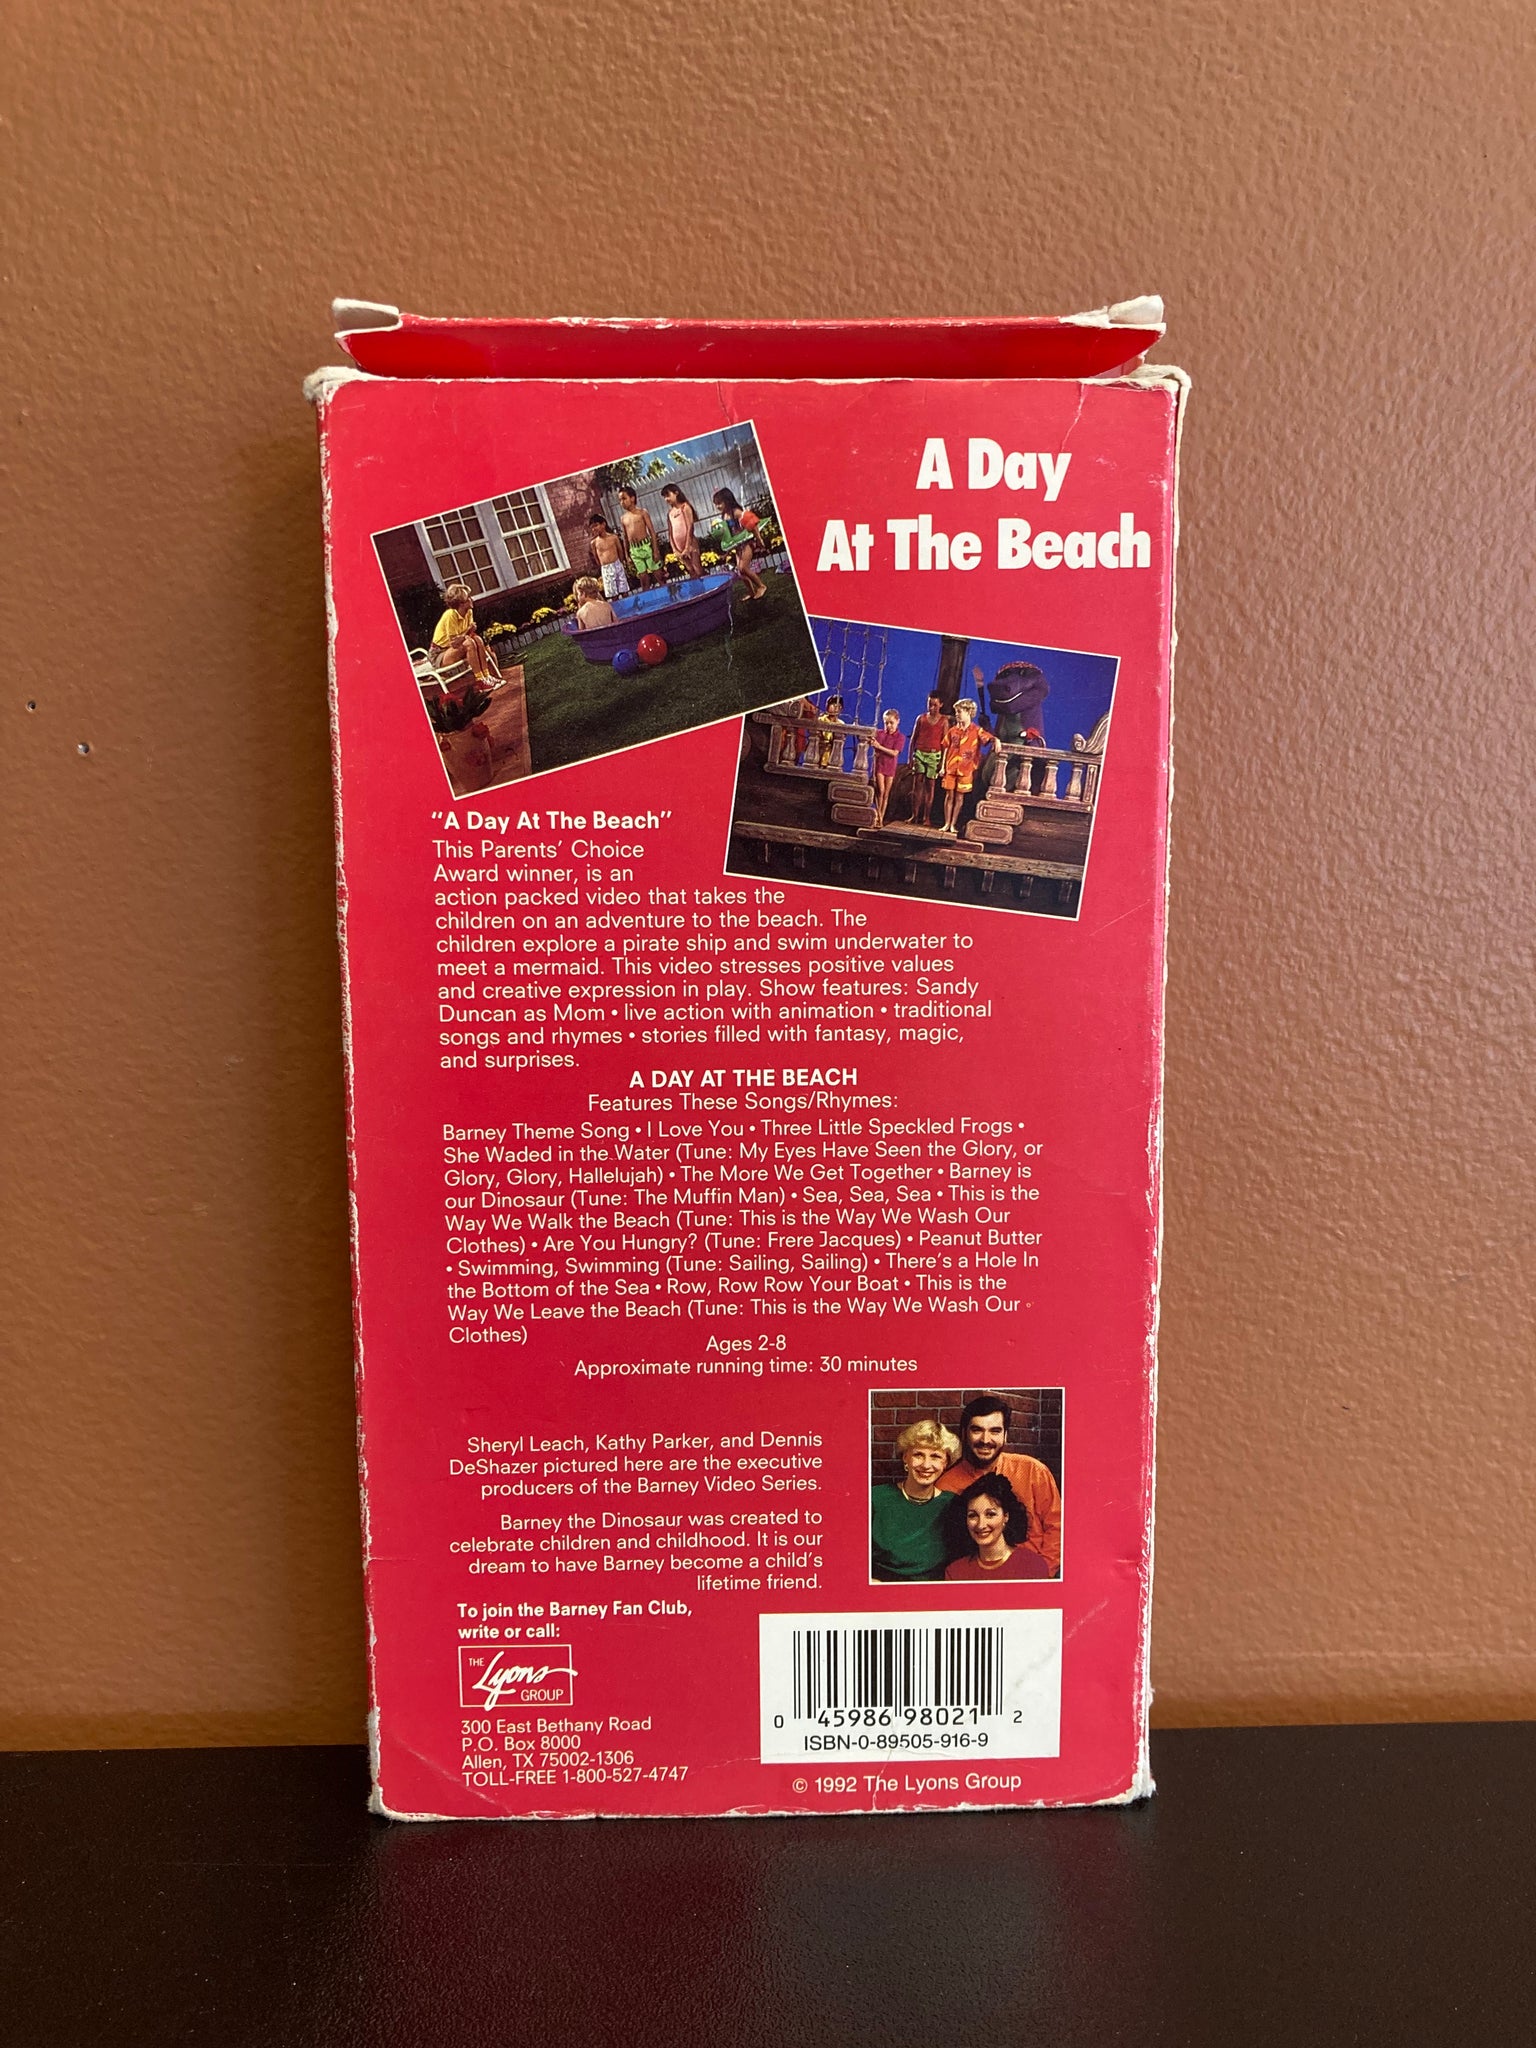 A Day
At The Beach
"A Day At The Beach"
This Parents' Choice
Award winner, is an
action packed video that takes the
children on an adventure to the beach. The
children explore a pirate ship and swim underwater to
meet a mermaid. This video stresses positive values
and creative expression in play. Show features: Sandy
Duncan as Mom • live action with animation • traditional
songs and rhymes • stories filled with fantasy, magic,
and surprises.
A DAY AT THE BEACH
Features These Songs/Rhymes:
Barney Theme Song • I Love You • Three Little Speckled Frogs •
She Waded in the Water (Tune: My Eyes Have Seen the Glory, or
Glory, Glory, Hallelujah) • The More We Get Together • Barney is
our Dinosaur (Tune: The Muffin Man) • Sea, Sea, Sea • This is the
Way We Walk the Beach (Tune: This is the Way We Wash Our
Clothes) • Are You Hungry? (Tune: Frere Jacques) • Peanut Butter
• Swimming, Swimming (Tune: Sailing, Sailing) • There's a Hole In
the Bottom of the Sea • Row, Row Row Your Boat • This is the
Way We Leave the Beach (Tune: This is the Way We Wash Our
Clothes)
Ages 2-8
Approximate running time: 30 minutes
Sheryl Leach, Kathy Parker, and Dennis
DeShazer pictured here are the executive
producers of the Barney Video Series.
Barney the Dinosaur was created to
celebrate children and childhood. It is our
dream to have Barney become a child's
lifetime friend.
To join the Barney Fan Club,
write or call:
THE
Lyons
GROUP
300 East Bethany Road
P.O. Box 8000
Allen, TX 75002-1306
TOLL-FREE 1-800-527-4747
0 45986 98021 2
ISBN-0-89505-916-9
© 1992 The Lyons Group